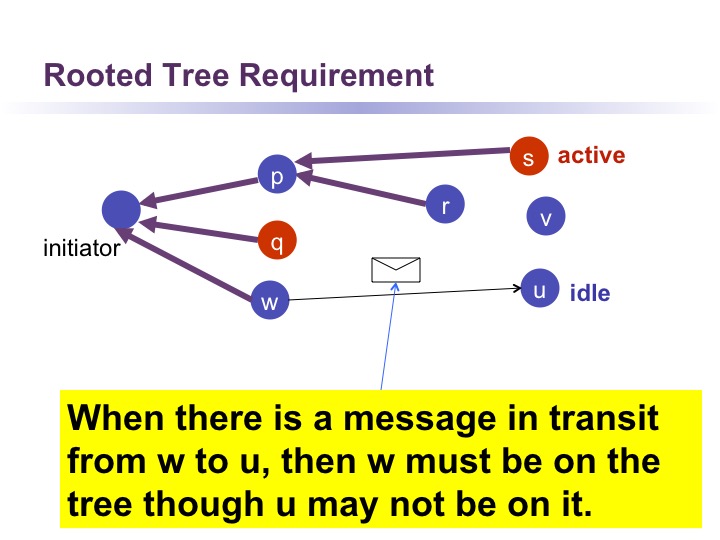 Rooted Tree Requirement
s active
p
r
v
initiator
q
w
u idle
When there is a message in transit
from w to u, then w must be on the
tree though u may not be on it.